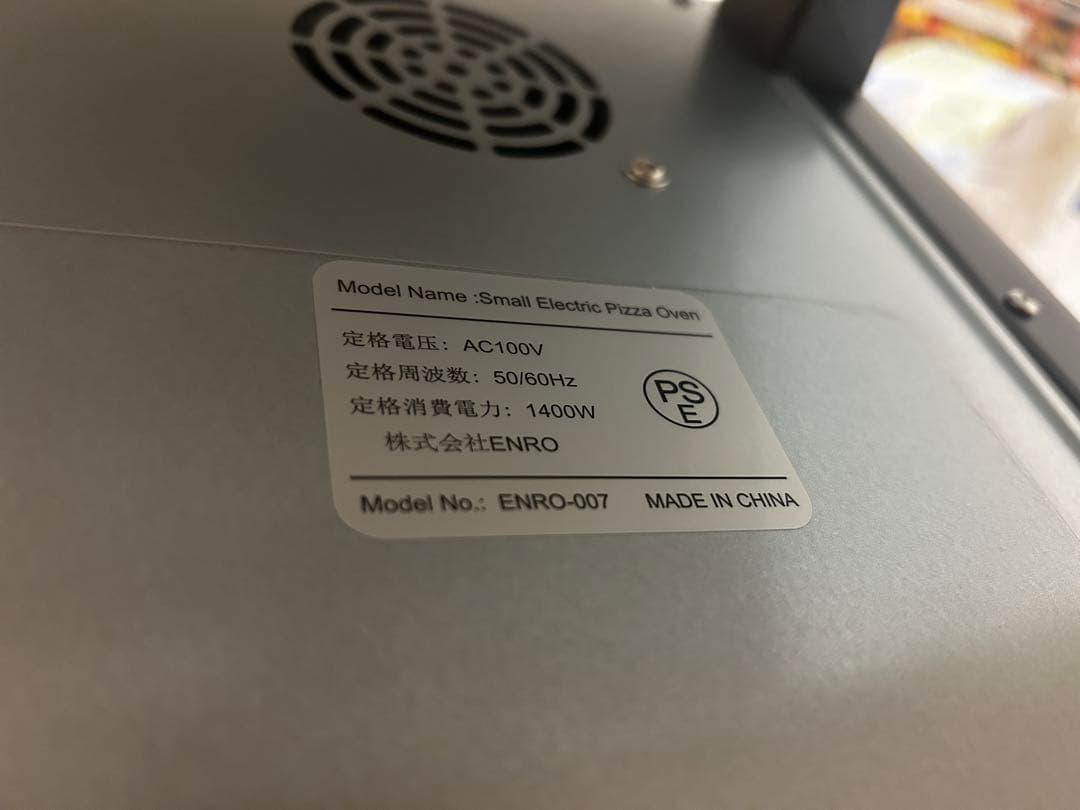 Model Name :Small Electric Pizza Oven
定格電圧: AC100V
定格周波数: 50/60Hz
定格消費電力: 1400W
株式会社ENRO
PS
E
Model No.: ENRO-007 MADE IN CHINA